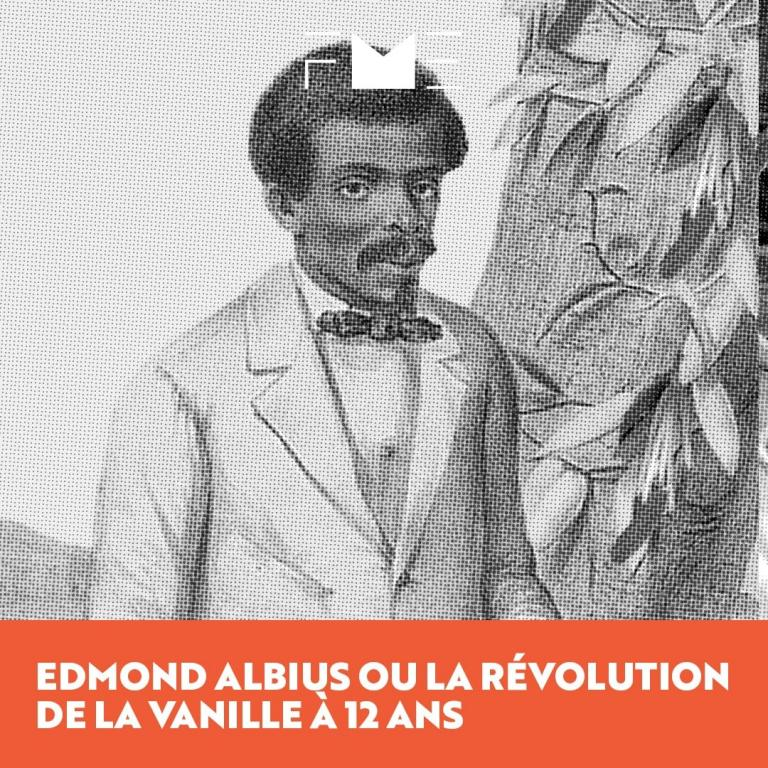 EDMOND ALBIUS OU LA RÉVOLUTION
DE LA VANILLE À 12 ANS